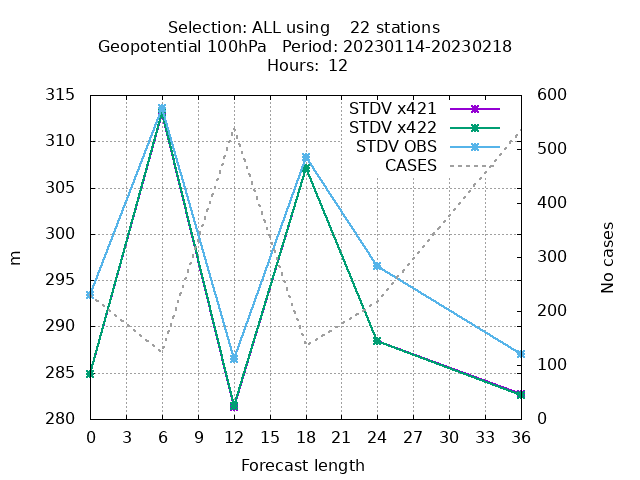 Selection: ALL using    22 stations
Geopotential 100hPa   Period: 20230114-20230218
Hours: 12
STDV x421
STDV x422
STDV OBS
CASES
315
310
305
300
295
290
285
280
m
600
500
400
300
200
100
0
No cases
0 3 6 9 12 15 18 21 24 27 30 33 36
Forecast length